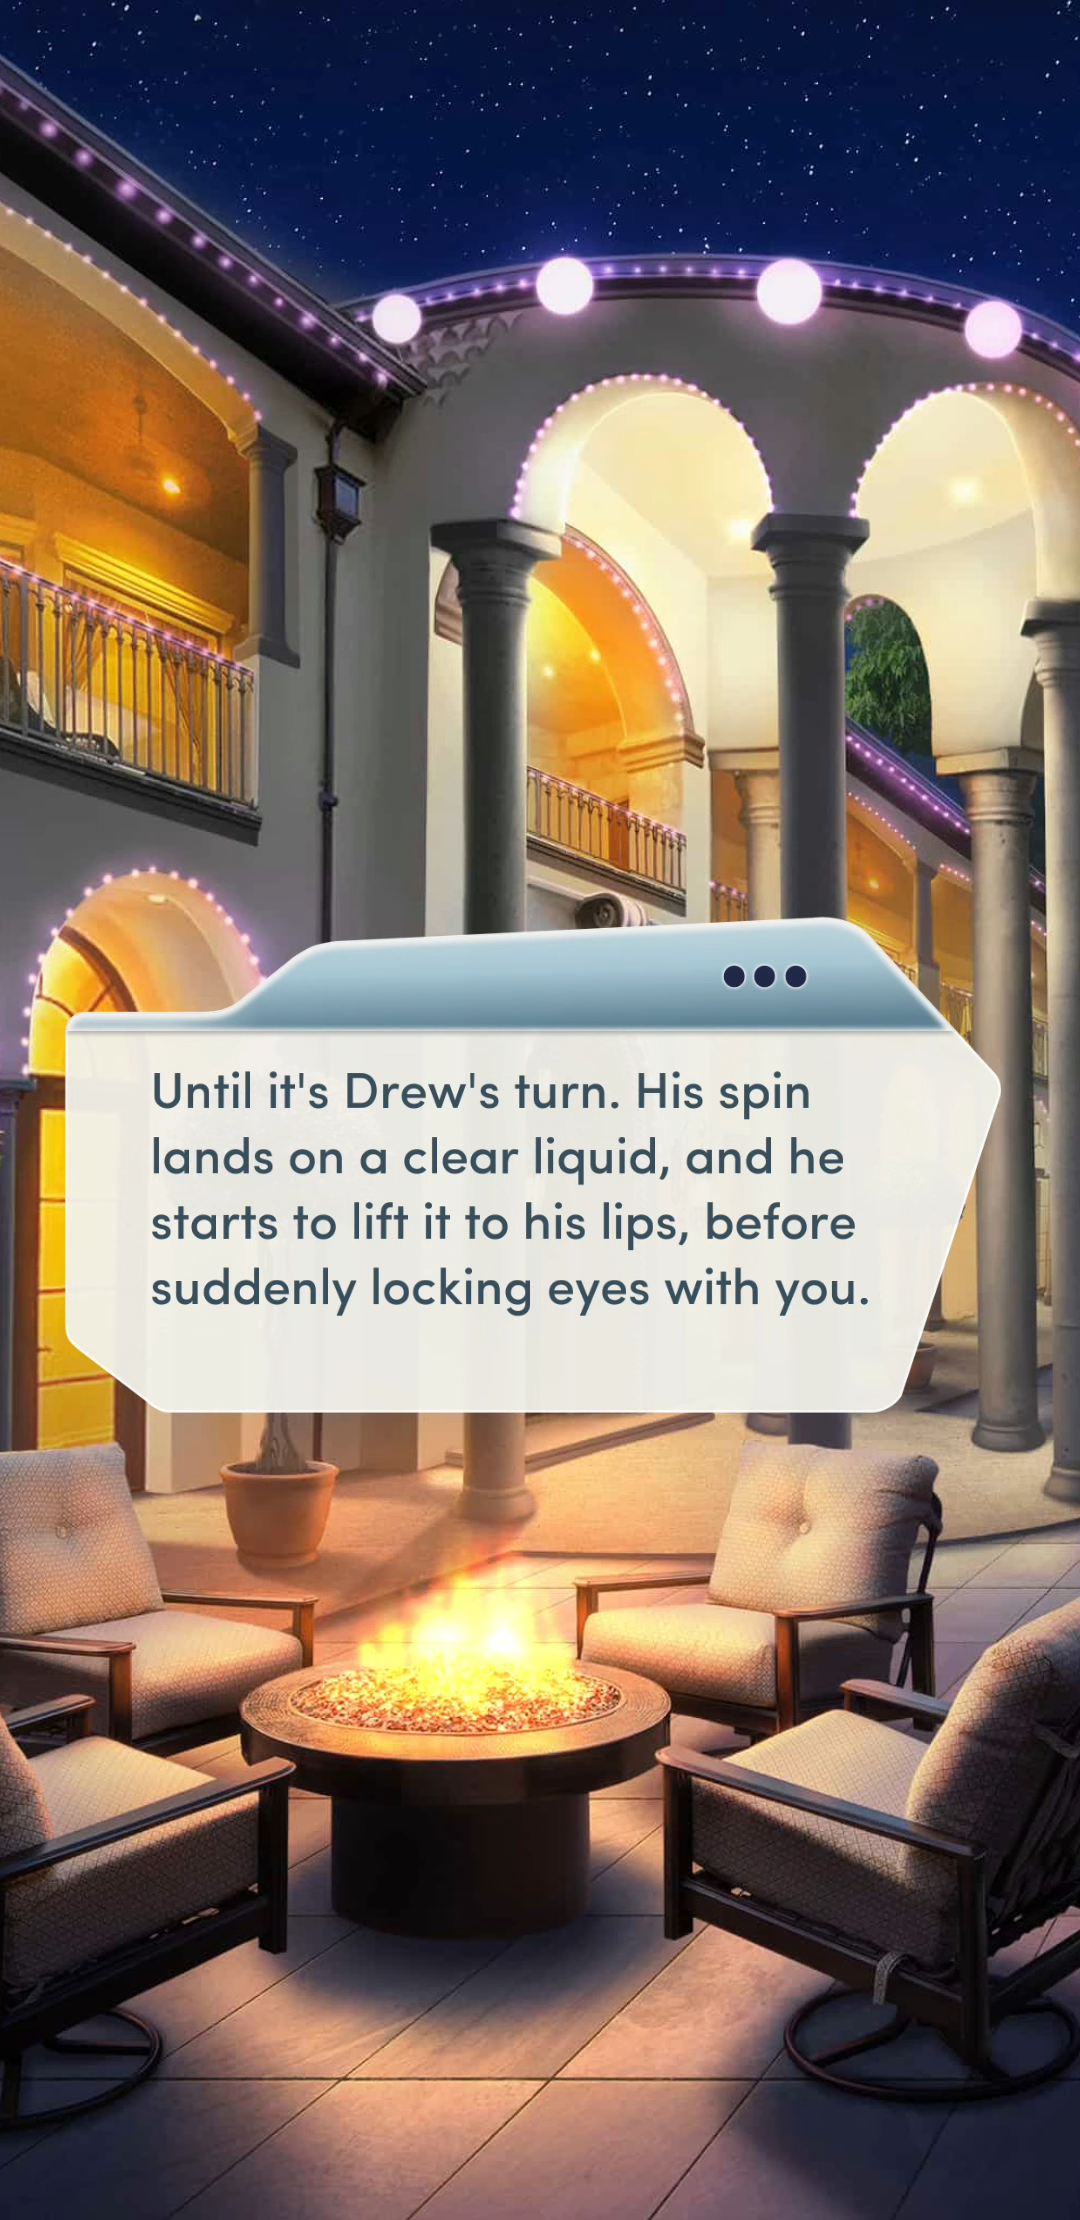 Until it's Drew's turn. His spin
lands on a clear liquid, and he
starts to lift it to his lips, before
suddenly locking eyes with you.